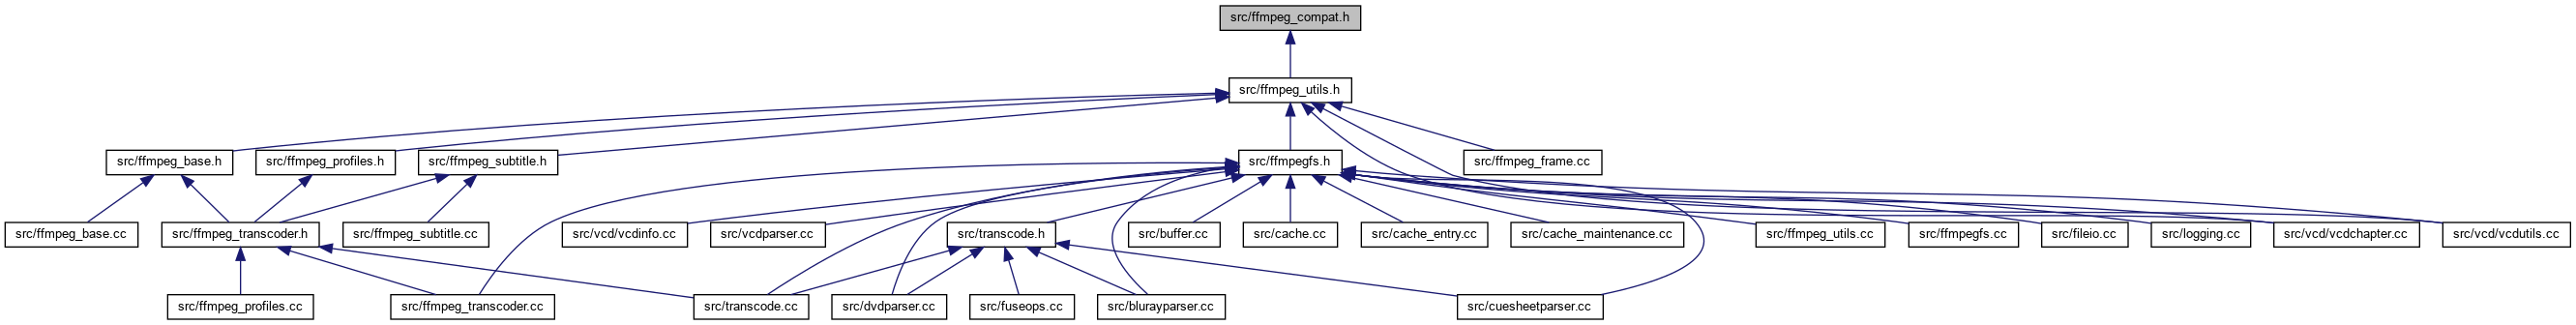 src/ffmpeg_compat.h
src/ffmpeg_utils.h
src/ffmpeg_base.h
src/ffmpeg_profiles.h
src/ffmpeg_subtitle.h
src/ffmpegfs.h
src/ffmpeg_frame.cc
src/ffmpeg_base.cc
src/ffmpeg_transcoder.h
src/ffmpeg_subtitle.cc
src/vcd/vcdinfo.cc
src/vcdparser.cc
src/transcode.h
src/buffer.cc
src/cache.cc
src/cache_entry.cc
src/cache_maintenance.cc
src/ffmpeg_utils.cc
src/ffmpegfs.cc
src/fileio.cc
src/logging.cc
src/vcd/vcdchapter.cc
src/vcd/vcdutils.cc
src/ffmpeg_profiles.cc
src/ffmpeg_transcoder.cc
src/transcode.cc
src/dvdparser.cc
src/fuseops.cc
src/blurayparser.cc
src/cuesheetparser.cc